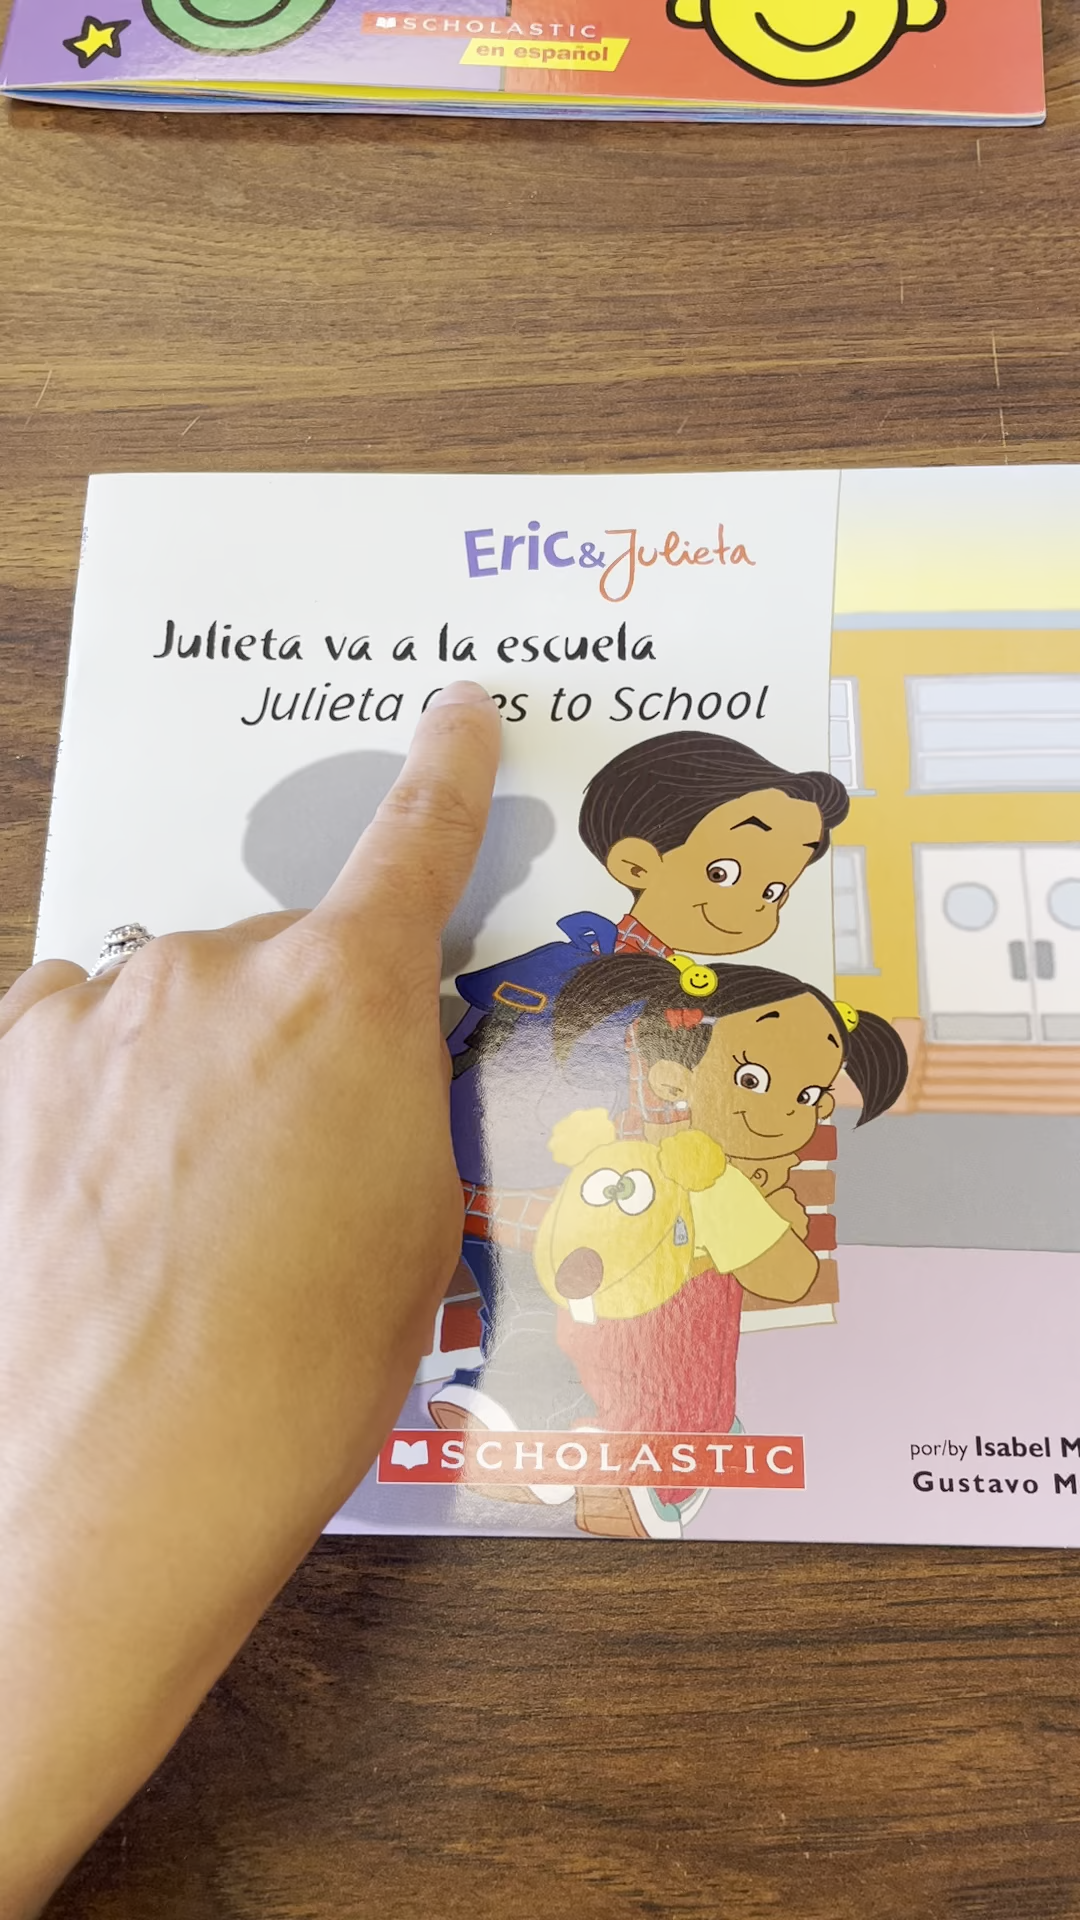 SCHOLASTIC
en español
Eric & Julieta
Julieta va a la escuela
Julieta to School
SCHOLASTIC
por/by Isabel
Gustavo